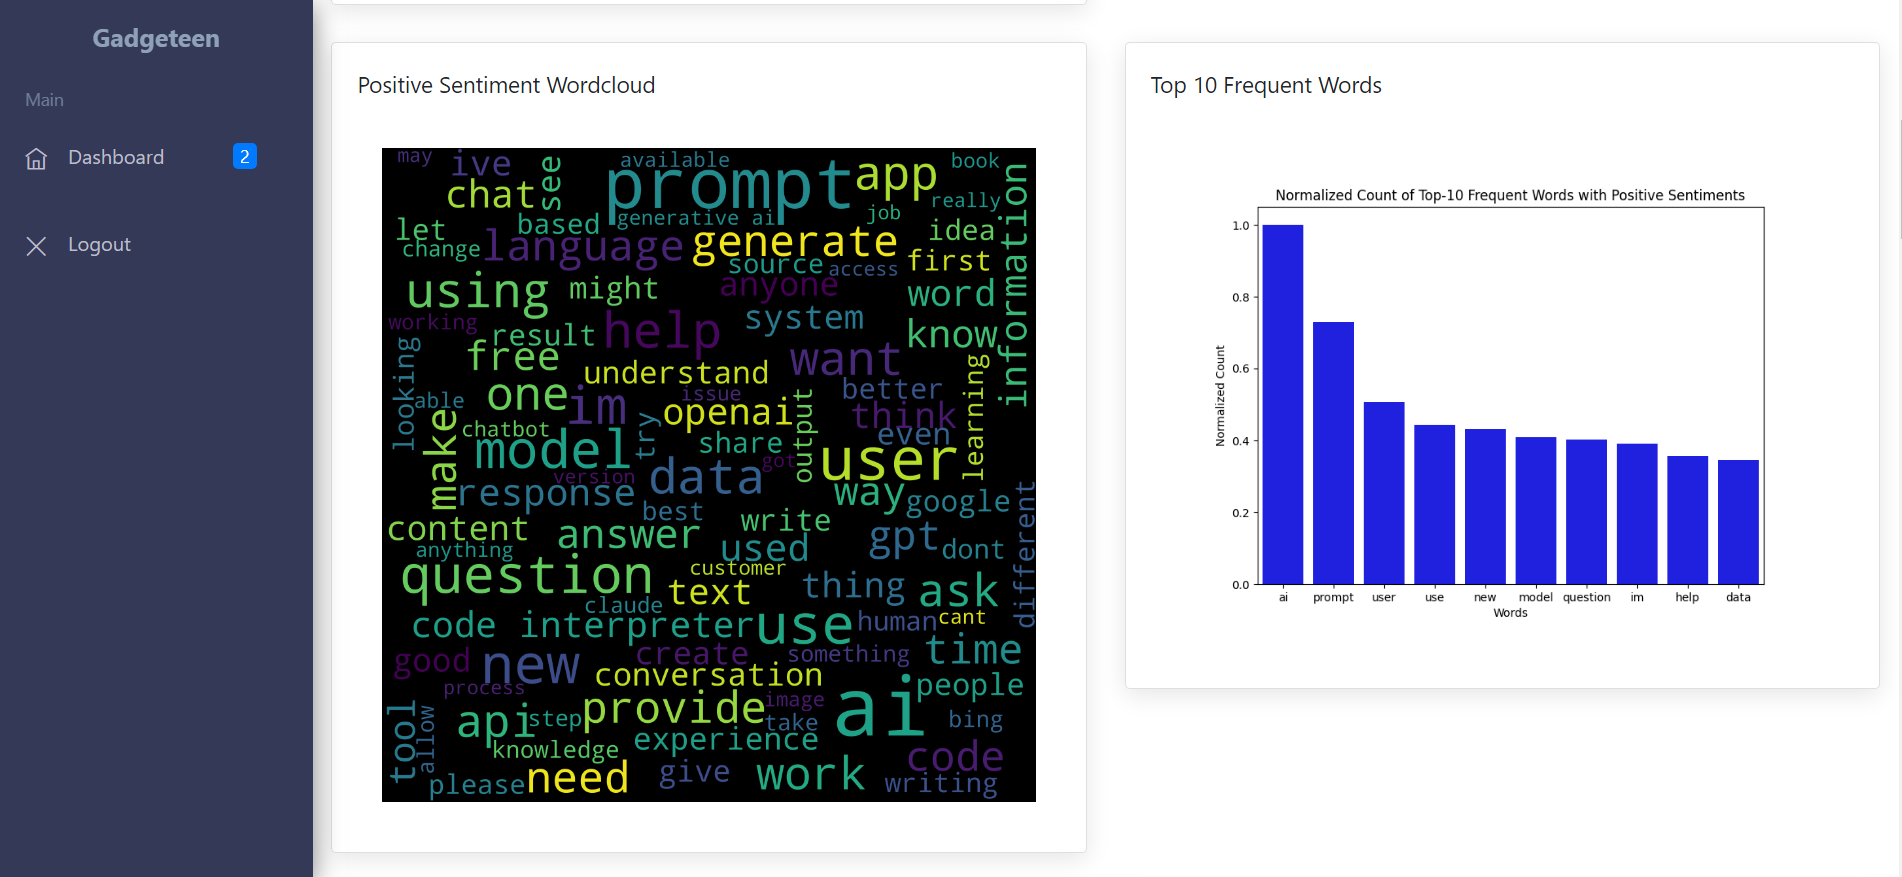 Gadgeteen
Main
Dashboard 2
Logout
Positive Sentiment Wordcloud
may
ive
see
available
book
chat
prompt
app
information
really
let
based
generative ai
job
idea
change
language
generate
first
source
access
using
might
anyone
word
working
result
help
system
know
looking
free
understand
want
learning
able
one
im
issue
better
openai
output
think
make
chatbot
try
share
even
model
got
user
version
data
response
way
google
different
best
content
answer
write
used
gpt
dont
anything
customer
question
text
thing
ask
claude
code interpreter
use
human
cant
good
new
create
something
time
conversation
process
image
people
tool
allow
api
step
provide
take
ai
bing
knowledge
experience
code
please
need
give
work
writing
Top 10 Frequent Words
Normalized Count of Top-10 Frequent Words with Positive Sentiments
1.0
0.8
0.6
0.4
0.2
0.0
Normalized Count
ai prompt user use new model question im help data
Words